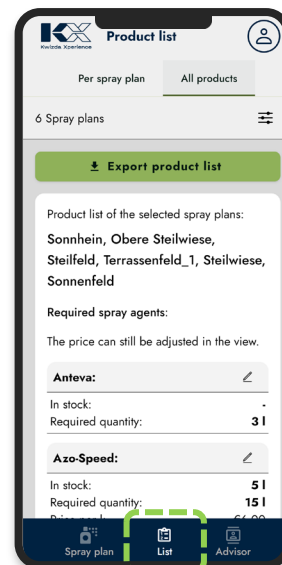 KX
Kwizda Xperience
Product list
Per spray plan
All products
6 Spray plans
Export product list
Product list of the selected spray plans:
Sonnhein, Obere Steilwiese,
Steilfeld, Terrassenfeld_1, Steilwiese,
Sonnenfeld
Required spray agents:
The price can still be adjusted in the view.
Anteva:
In stock: -
Required quantity: 3 l
Azo-Speed:
In stock: 5 l
Required quantity: 15 l
Spray plan
List
Advisor